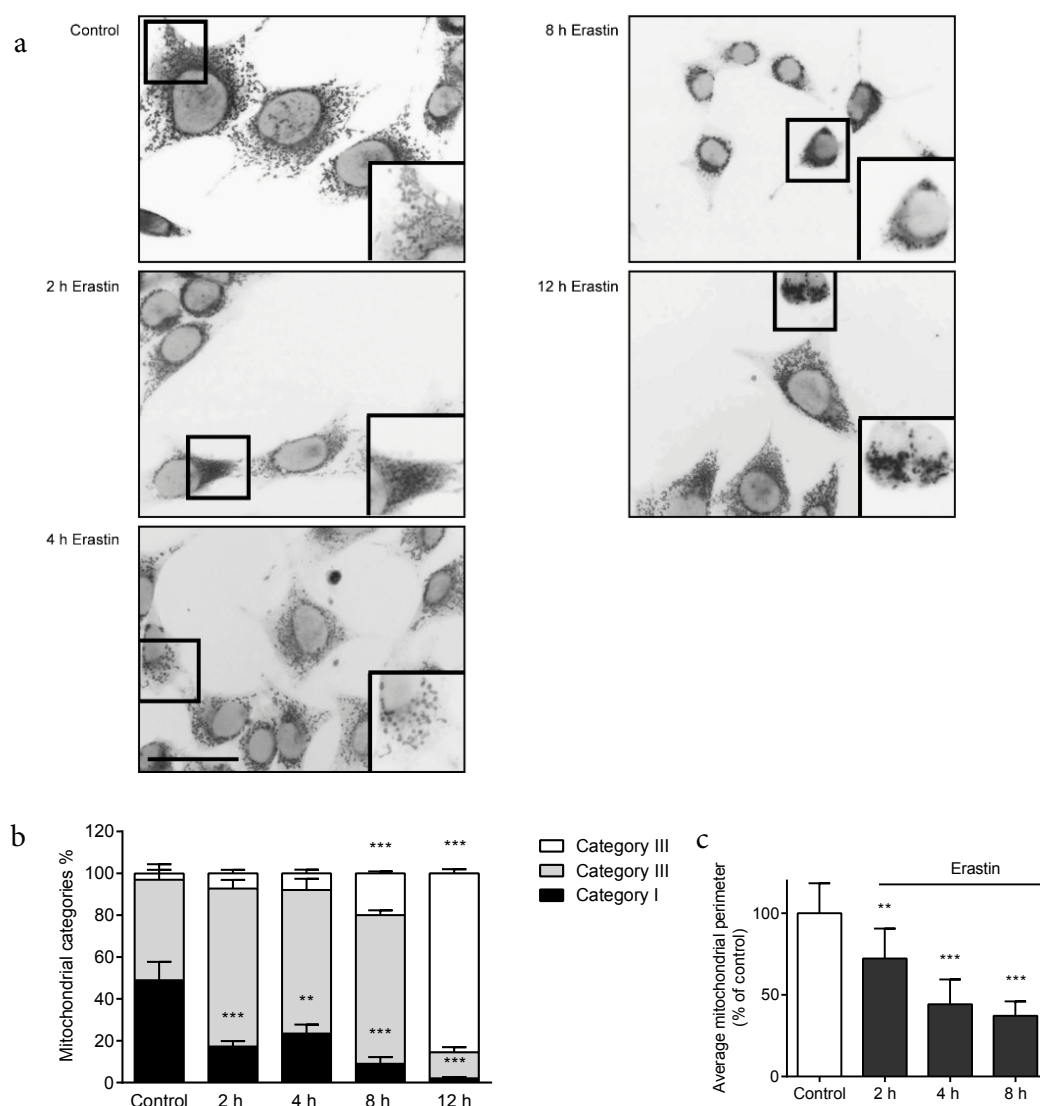 a
Control
8 h Erastin
2 h Erastin
12 h Erastin
4 h Erastin
b
Mitochondrial categories %
120
100
80
60
40
20
0
***
**
***
***
***
***
Control
2 h
4 h
8 h
12 h
Category III
Category III
Category I
c
Average mitochondrial perimeter
(% of control)
100
50
0
Erastin
**
***
***
Control
2 h
4 h
8 h